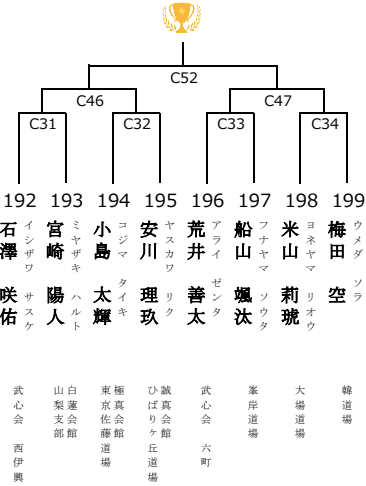 C52
C46
C47
C31
C32
C33
C34
192
193
194
195
196
197
198
199
石澤 咲佑
イシザワ サスケ
宮崎 陽人
ミヤザキ ハルト
小島 太輝
コジマ タイキ
安川 理玖
ヤスカワ リク
荒井 善太
アライ ゼンタ
船山 颯汰
フナヤマ ソウタ
米山 莉琥
ヨネヤマ リオウ
梅田 空
ウメダ ソラ
武心会 西伊興
白蓮会館
山梨支部
極真会館
東京佐藤道場
誠真会館
ひばりヶ丘道場
武心会 六町
峯岸道場
大場道場
韓道場